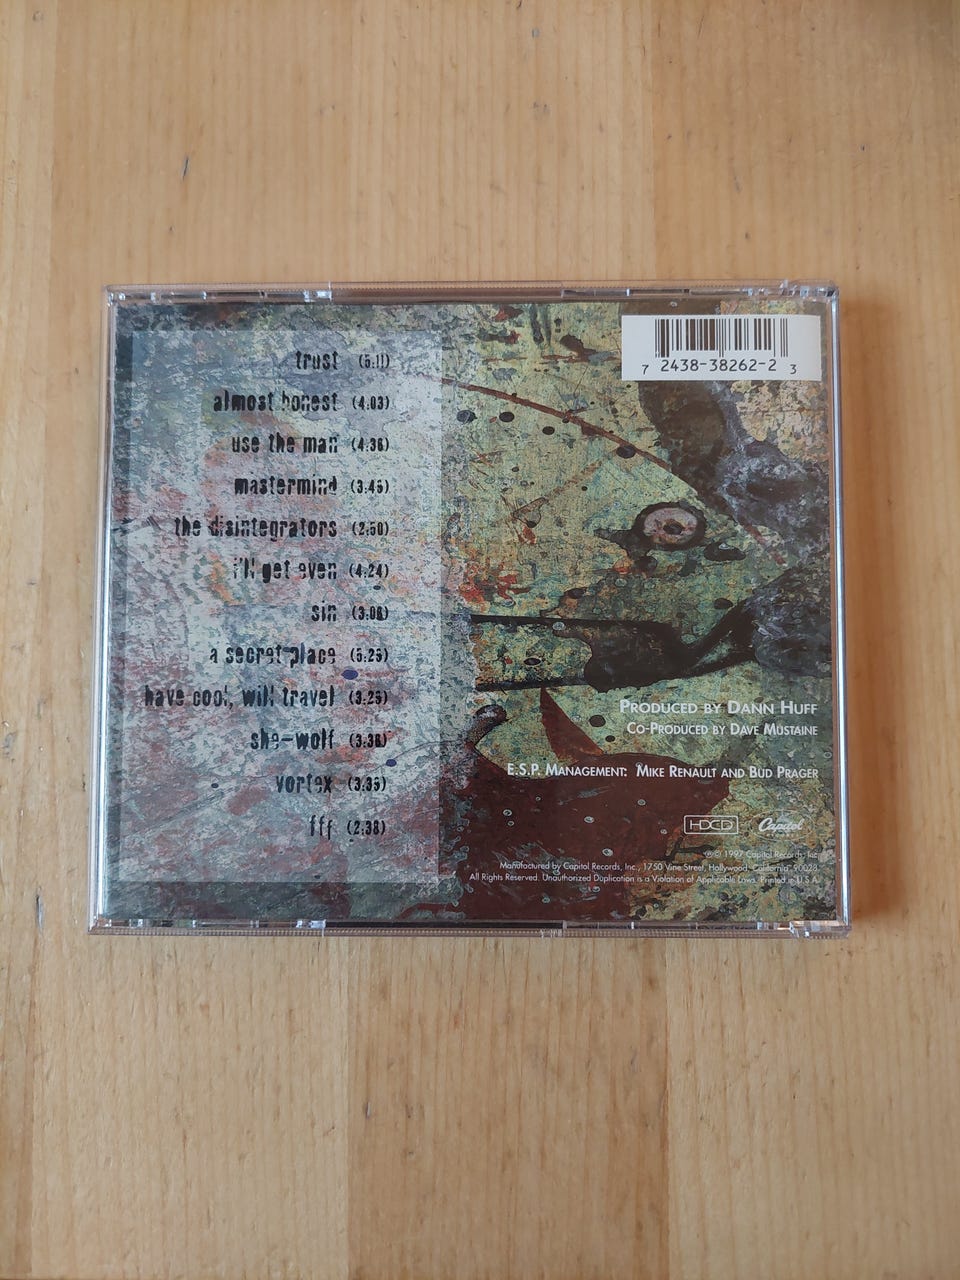 trust (5:11)
almost honest (4.03)
use the man (4:36)
mastermind (3:45)
the disintegrators (2:50)
i'll get even (4:24)
sin (3:06)
a secret place (5:25)
have cool, will travel (3:25)
she-wolf (3:36)
vortex (3:35)
fff (2:38)
7 2438-38262-2 3
PRODUCED BY DANN HUFF
CO-PRODUCED BY DAVE MUSTAINE
E.S.P. MANAGEMENT: MIKE RENAULT AND BUD PRAGER
HDCD Capitol
℗ © 1997 Capitol Records, Inc.
Manufactured by Capitol Records, Inc., 1750 Vine Street, Hollywood, California, 90028
All Rights Reserved. Unauthorized Duplication is a Violation of Applicable Laws. Printed in U.S.A.